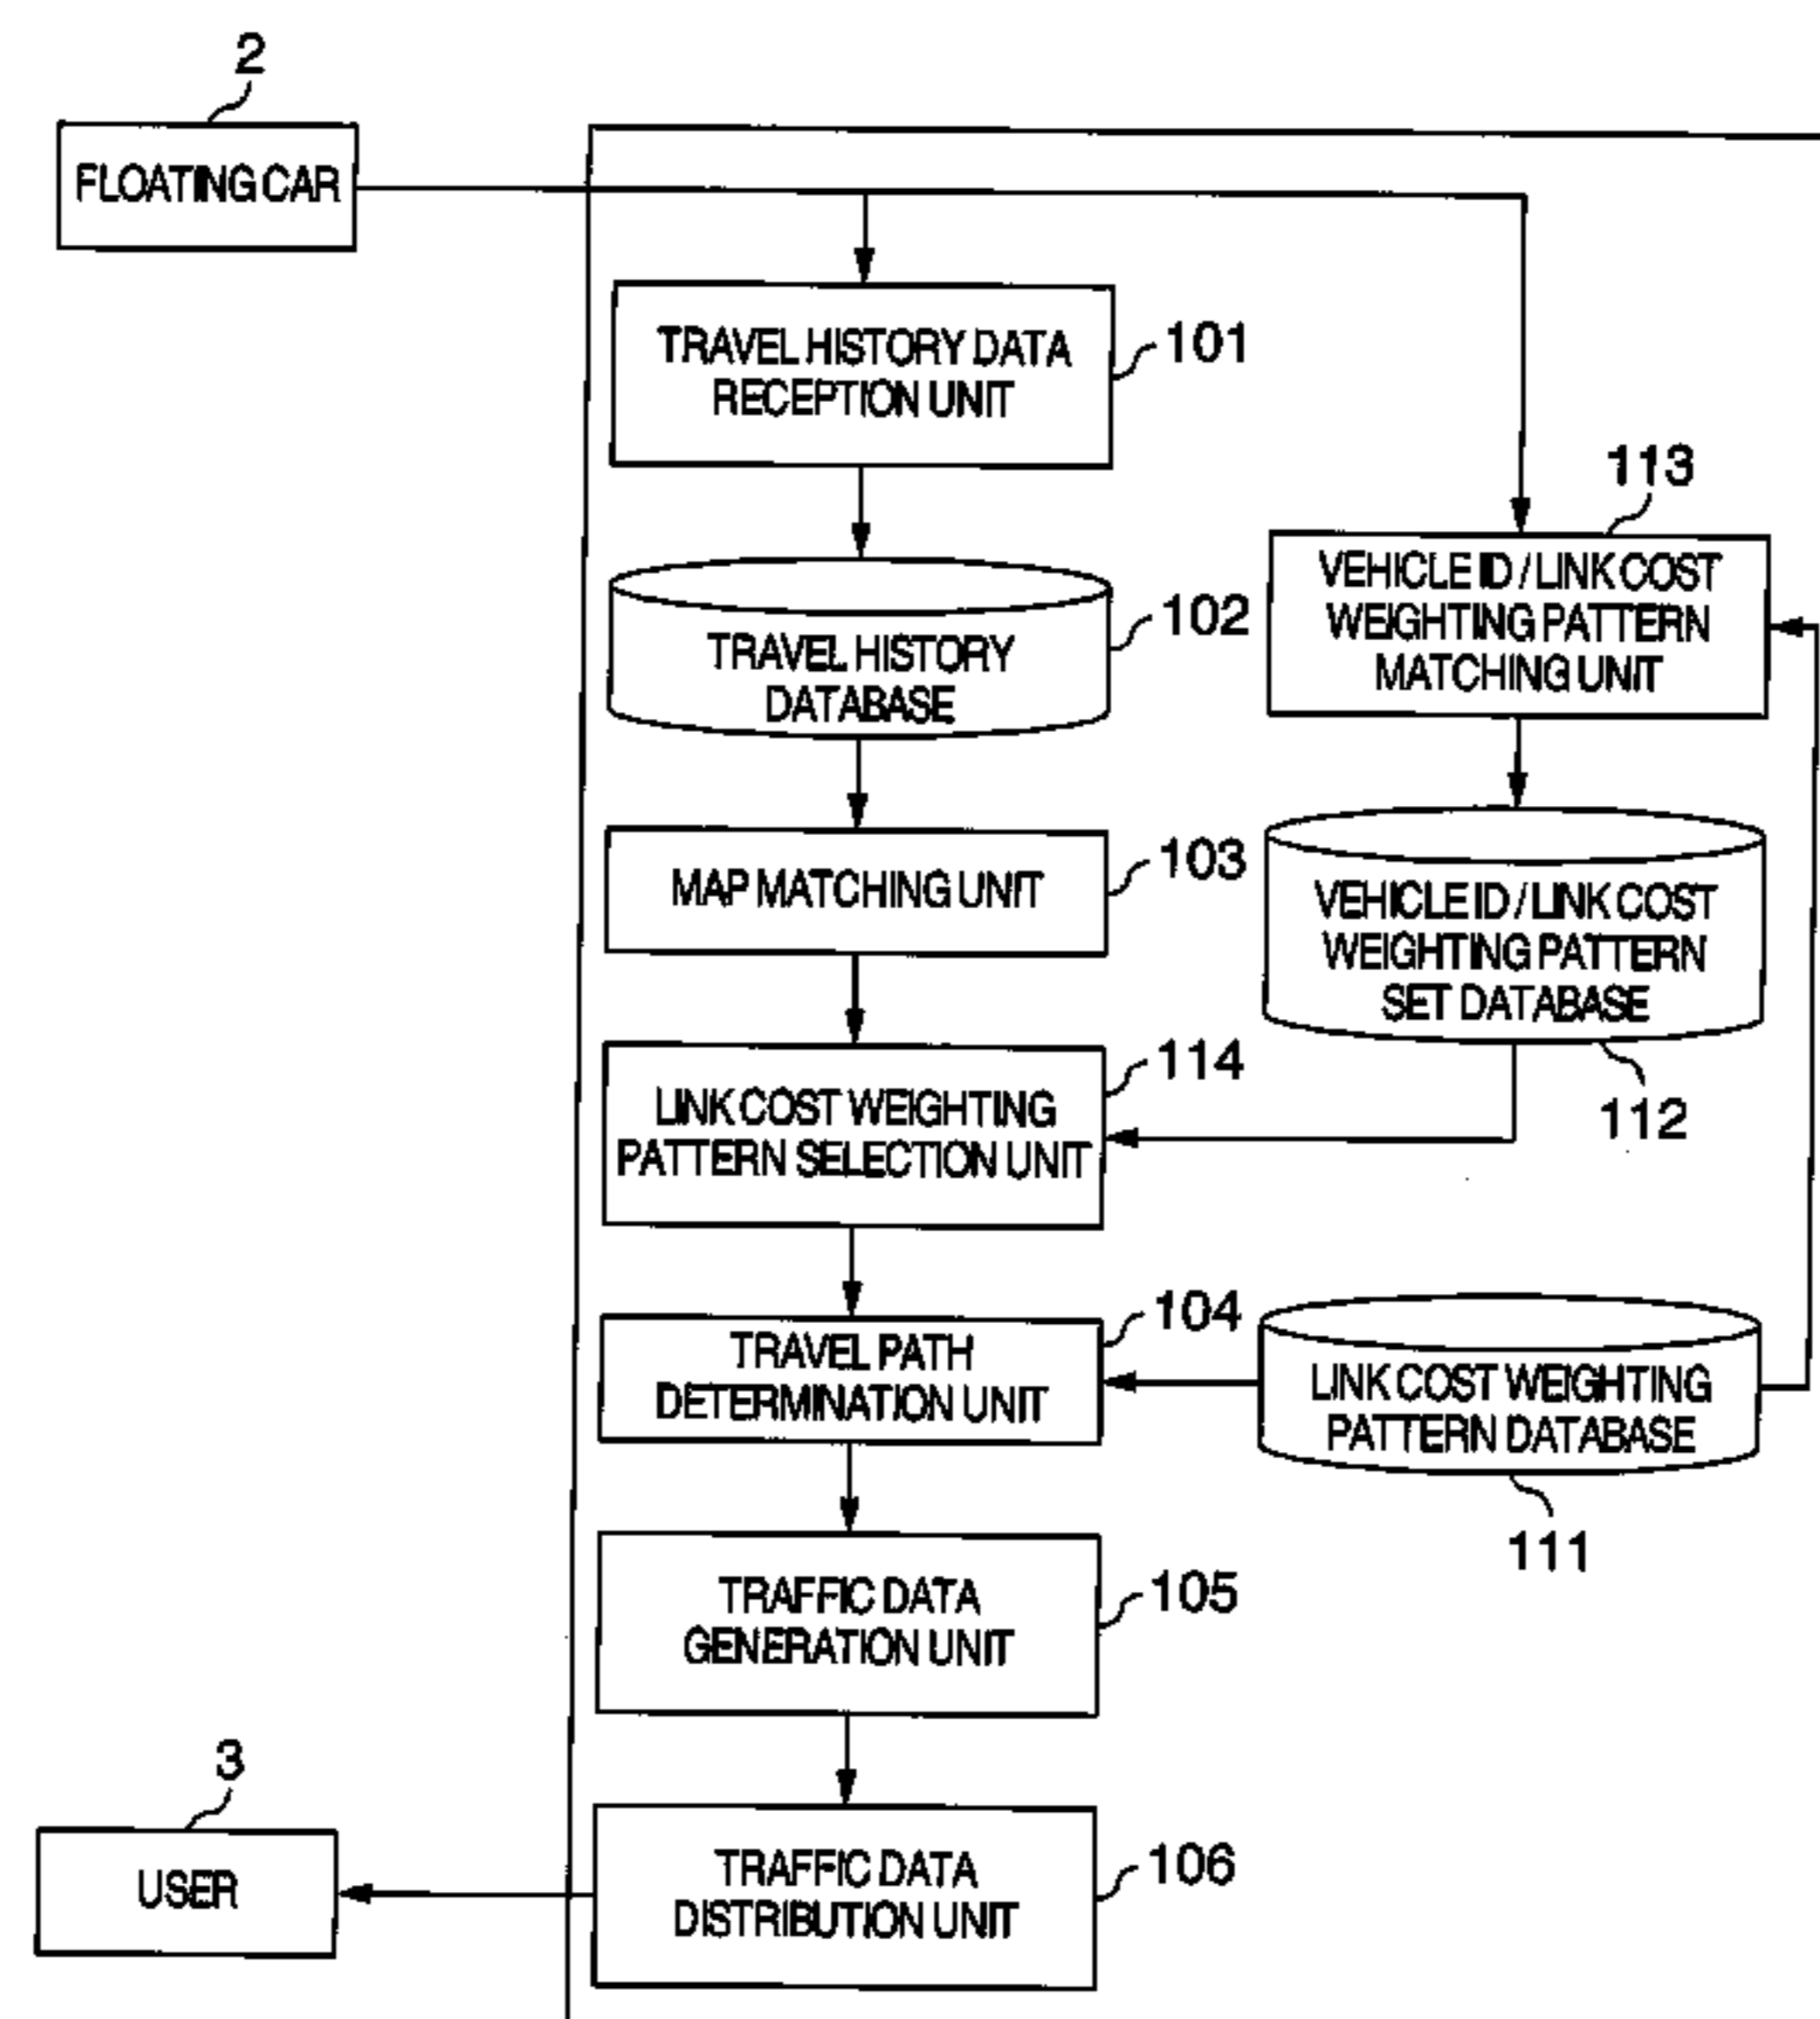 2
FLOATING CAR
TRAVEL HISTORY DATA
RECEPTION UNIT
101
113
VEHICLE ID / LINK COST
WEIGHTING PATTERN
MATCHING UNIT
TRAVEL HISTORY
DATABASE
102
MAP MATCHING UNIT
103
VEHICLE ID / LINK COST
WEIGHTING PATTERN
SET DATABASE
112
LINK COST WEIGHTING
PATTERN SELECTION UNIT
114
TRAVEL PATH
DETERMINATION UNIT
104
LINK COST WEIGHTING
PATTERN DATABASE
111
TRAFFIC DATA
GENERATION UNIT
105
3
USER
TRAFFIC DATA
DISTRIBUTION UNIT
106